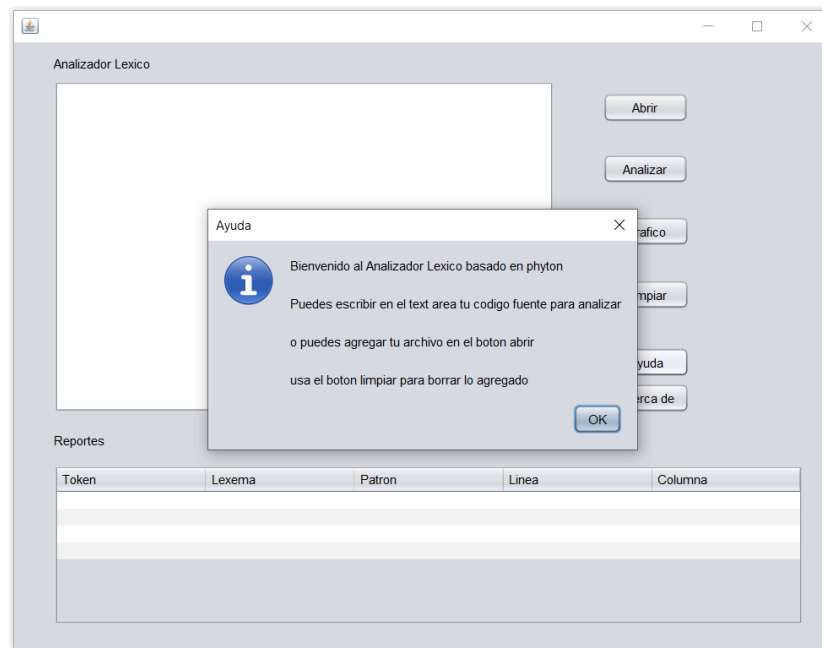 Analizador Lexico
Abrir
Analizar
Ayuda
rafico
Bienvenido al Analizador Lexico basado en phyton
Puedes escribir en el text area tu codigo fuente para analizar
mpiar
o puedes agregar tu archivo en el boton abrir
yuda
usa el boton limpiar para borrar lo agregado
erca de
OK
Reportes
Token Lexema Patron Linea Columna